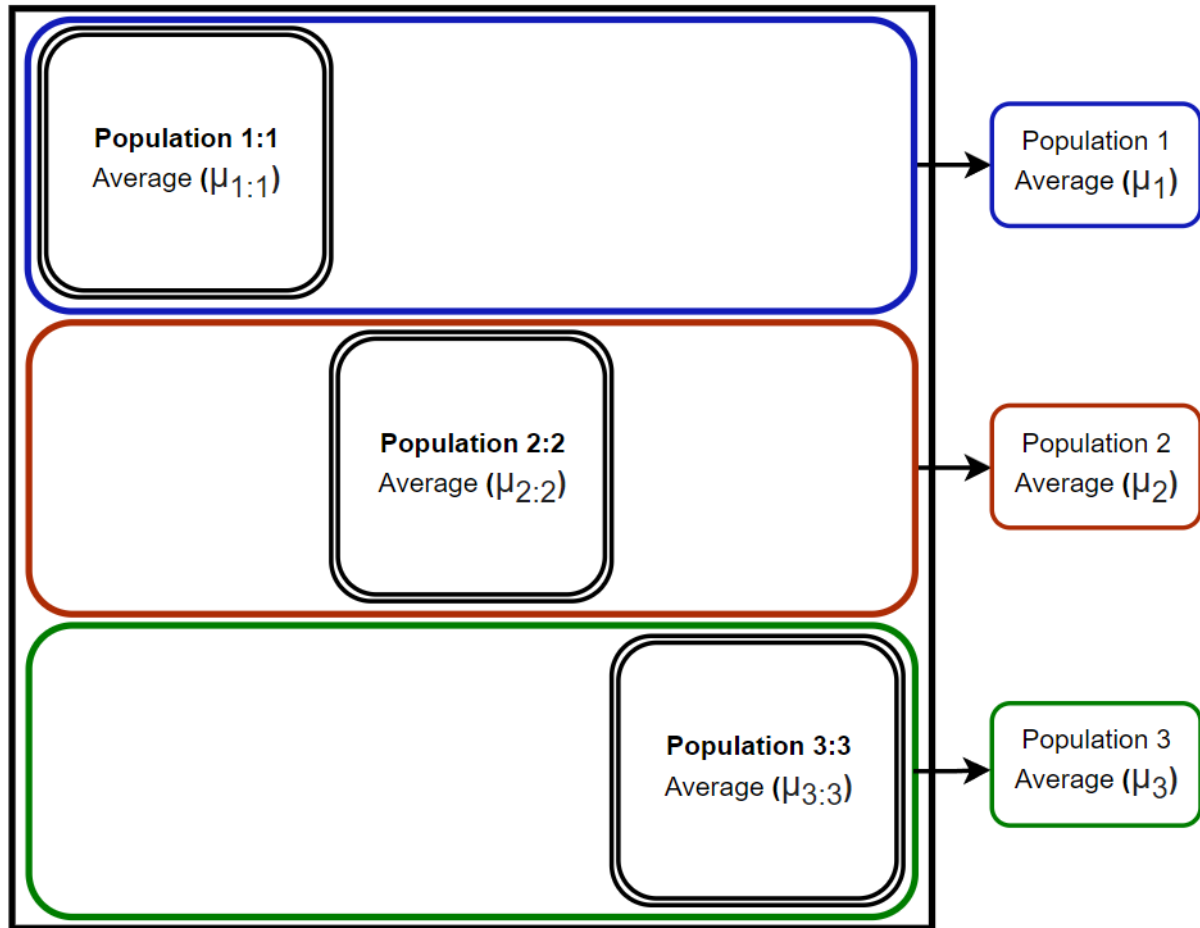 Population 1:1
Average (μ1:1)
Population 1
Average (μ1)
Population 2:2
Average (μ2:2)
Population 2
Average (μ2)
Population 3:3
Average (μ3:3)
Population 3
Average (μ3)